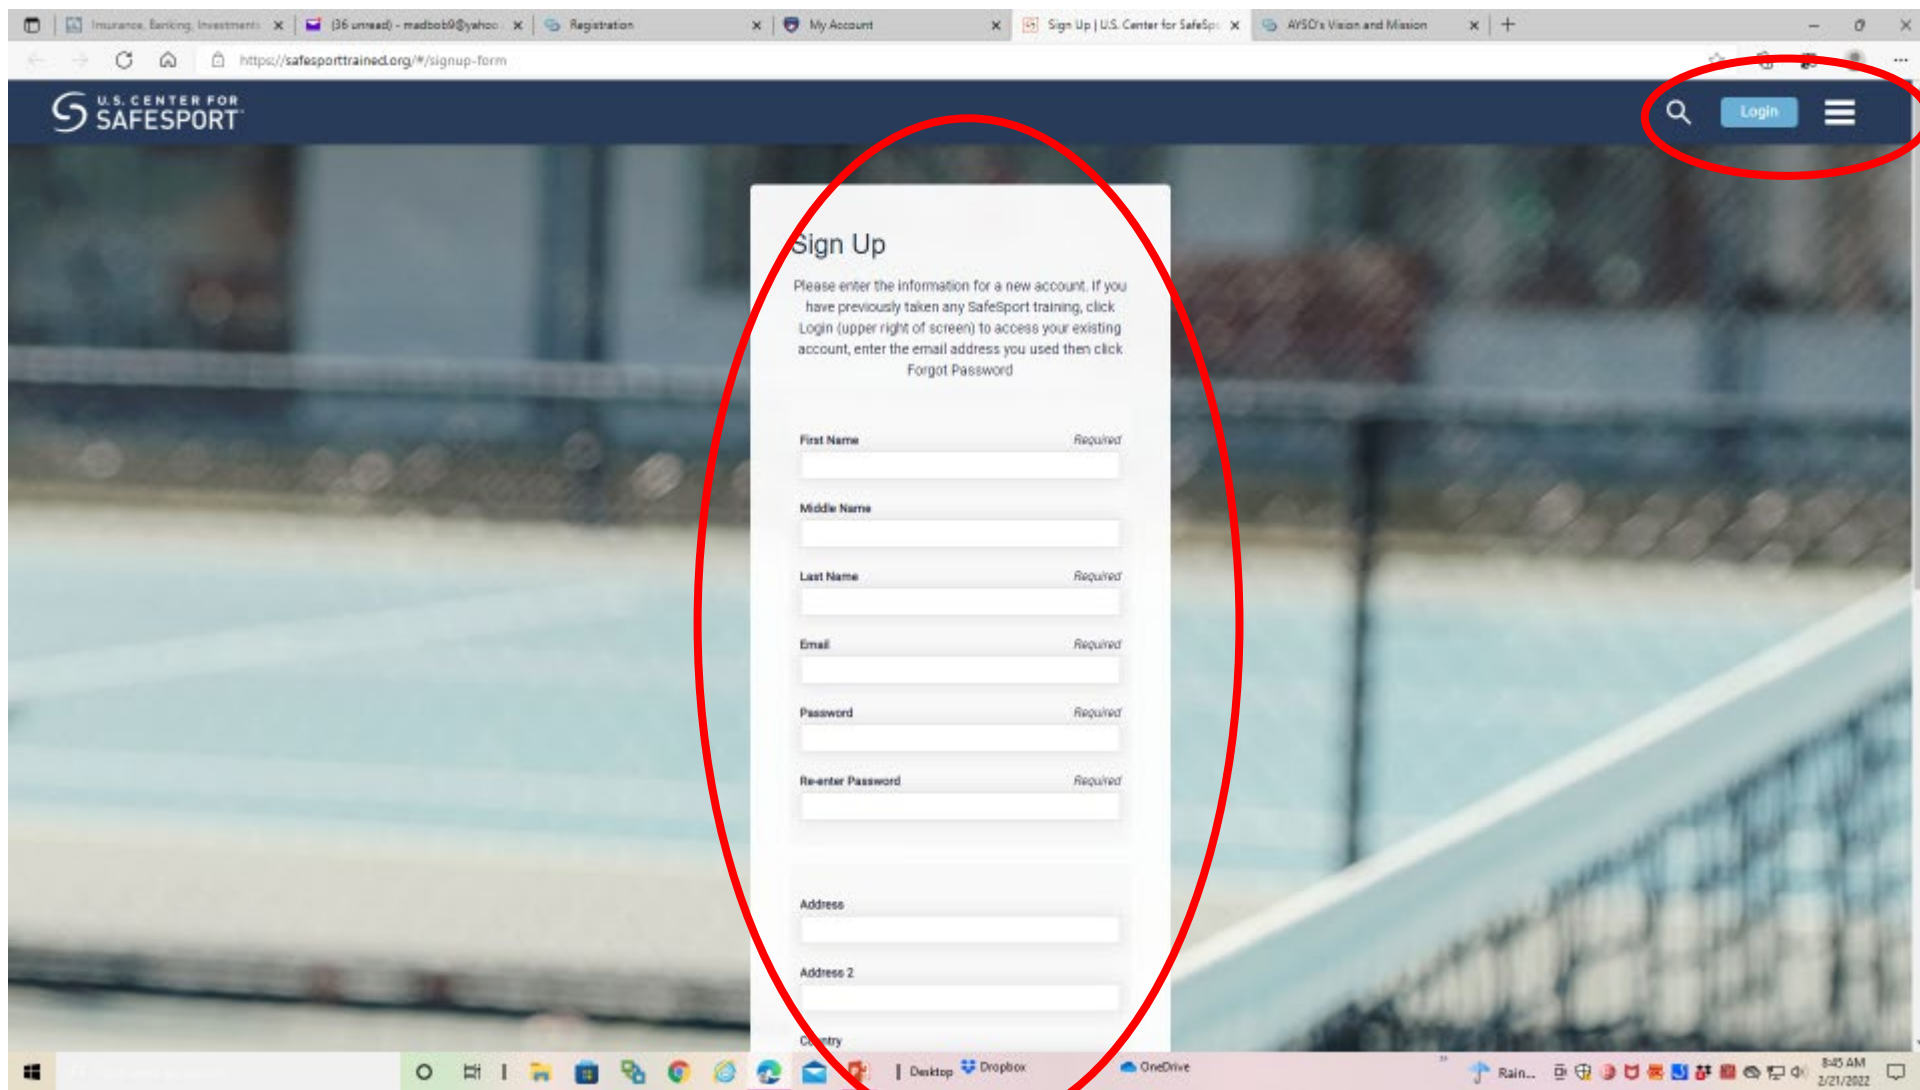 Insurance, Banking, Investments
(36 unread) - madbob9@yahoo
Registration
My Account
Sign Up | U.S. Center for SafeSp
AYSO's Vision and Mission
https://safesporttrained.org/#/signup-form
U.S. CENTER FOR
SAFESPORT
Login
Sign Up
Please enter the information for a new account. If you
have previously taken any SafeSport training, click
Login (upper right of screen) to access your existing
account, enter the email address you used then click
Forgot Password
First Name Required
Middle Name
Last Name Required
Email Required
Password Required
Re-enter Password Required
Address
Address 2
Country
Desktop
Dropbox
OneDrive
Rain...
8:45 AM
2/21/2022